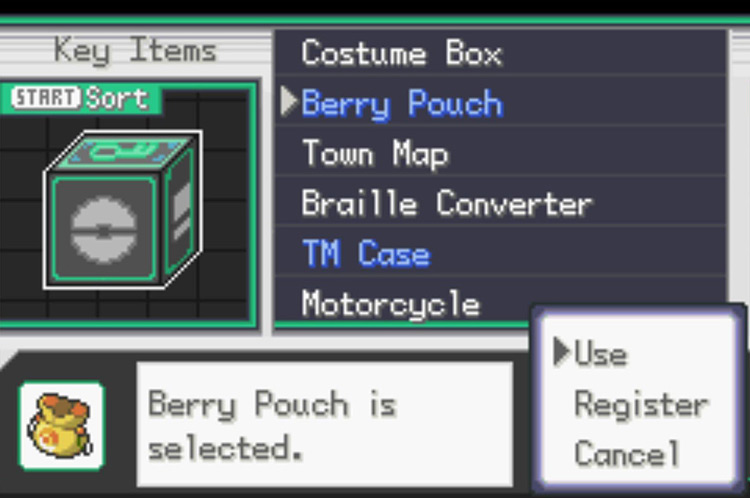 Key Items
START Sort
Costume Box
Berry Pouch
Town Map
Braille Converter
TM Case
Motorcycle
Berry Pouch is
selected.
Use
Register
Cancel